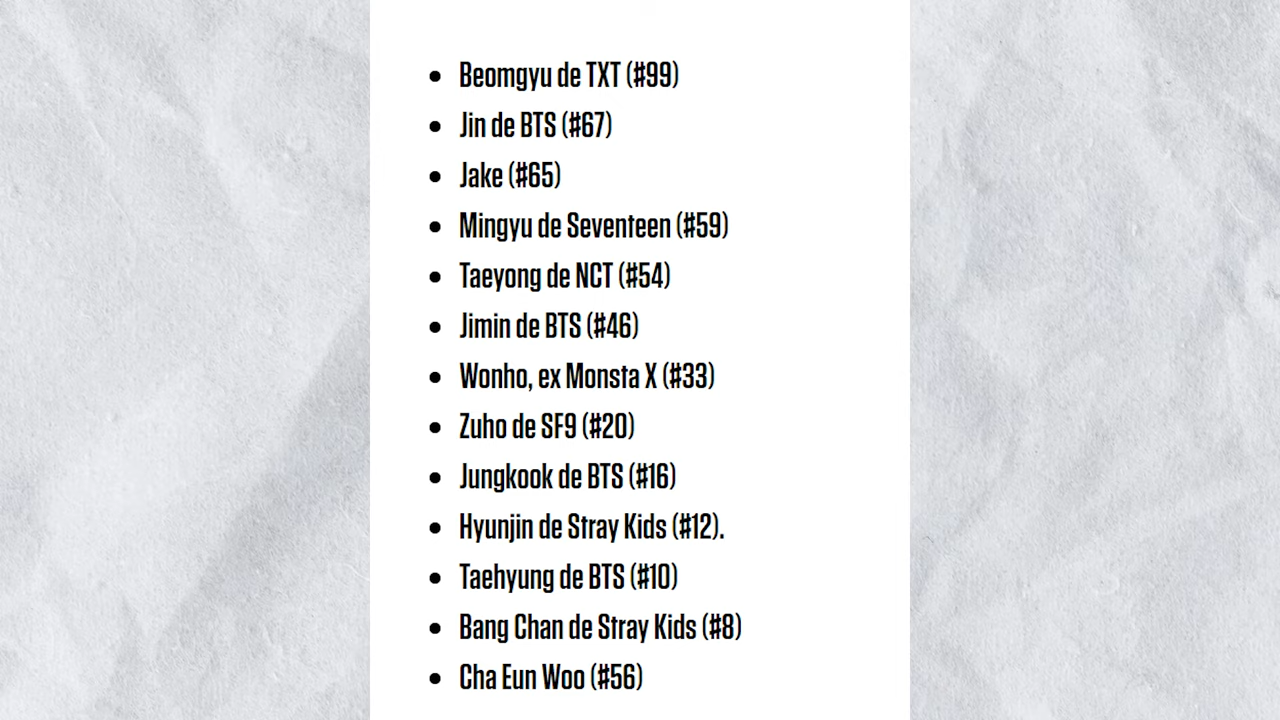 • Beomgyu de TXT (#99)
• Jin de BTS (#67)
• Jake (#65)
• Mingyu de Seventeen (#59)
• Taeyong de NCT (#54)
• Jimin de BTS (#46)
• Wonho, ex Monsta X (#33)
• Zuho de SF9 (#20)
• Jungkook de BTS (#16)
• Hyunjin de Stray Kids (#12).
• Taehyung de BTS (#10)
• Bang Chan de Stray Kids (#8)
• Cha Eun Woo (#56)